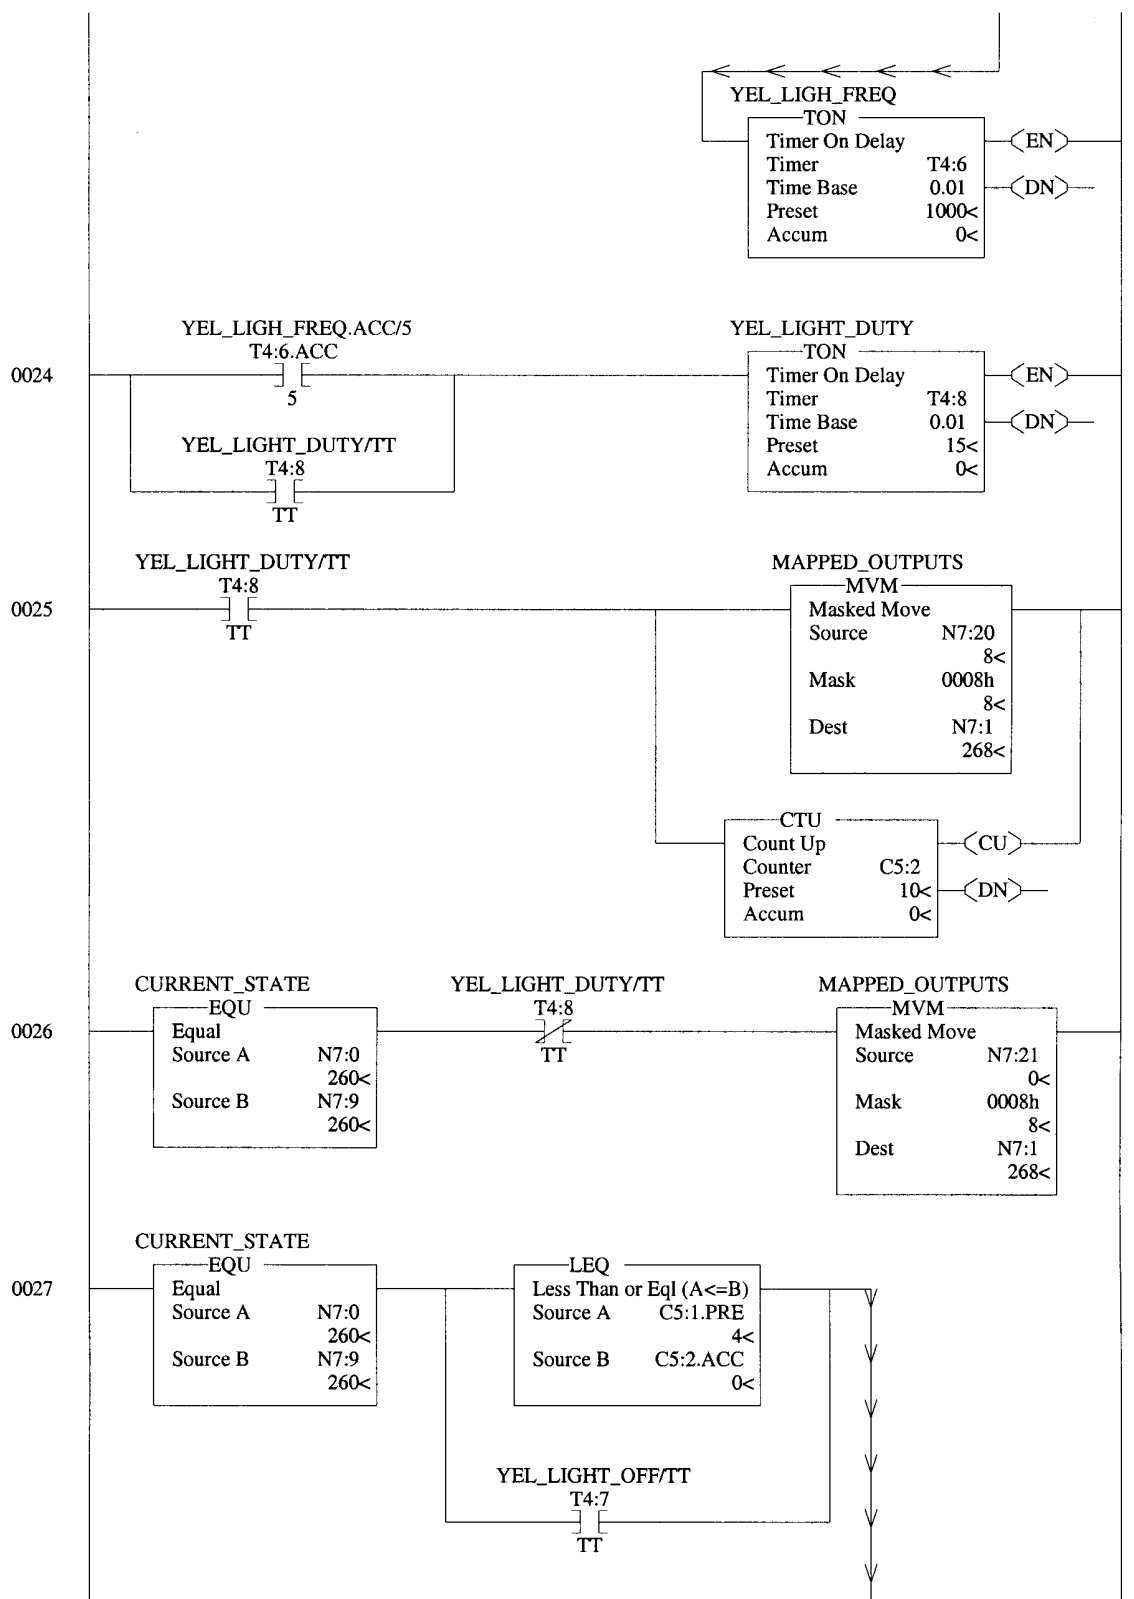 YEL_LIGH_FREQ
TON
Timer On Delay
Timer T4:6
Time Base 0.01
Preset 1000<
Accum 0<
EN
DN
0024
YEL_LIGH_FREQ.ACC/5
T4:6.ACC
5
YEL_LIGHT_DUTY/TT
T4:8
TT
YEL_LIGHT_DUTY
TON
Timer On Delay
Timer T4:8
Time Base 0.01
Preset 15<
Accum 0<
EN
DN
0025
YEL_LIGHT_DUTY/TT
T4:8
TT
MAPPED_OUTPUTS
MVM
Masked Move
Source N7:20
8<
Mask 0008h
8<
Dest N7:1
268<
CTU
Count Up
Counter C5:2
Preset 10<
Accum 0<
CU
DN
0026
CURRENT_STATE
EQU
Equal
Source A N7:0
260<
Source B N7:9
260<
YEL_LIGHT_DUTY/TT
T4:8
TT
MAPPED_OUTPUTS
MVM
Masked Move
Source N7:21
0<
Mask 0008h
8<
Dest N7:1
268<
0027
CURRENT_STATE
EQU
Equal
Source A N7:0
260<
Source B N7:9
260<
LEQ
Less Than or Eql (A<=B)
Source A C5:1.PRE
4<
Source B C5:2.ACC
0<
YEL_LIGHT_OFF/TT
T4:7
TT